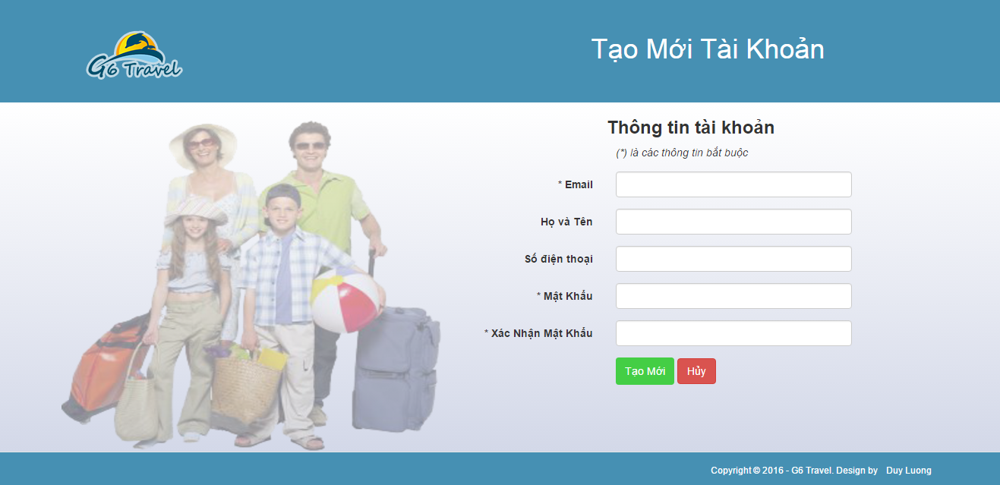 G6 Travel
Tạo Mới Tài Khoản
Thông tin tài khoản
(*) là các thông tin bắt buộc
* Email
Họ và Tên
Số điện thoại
* Mật Khẩu
* Xác Nhận Mật Khẩu
Tạo Mới Hủy
Copyright © 2016 - G6 Travel. Design by Duy Luong